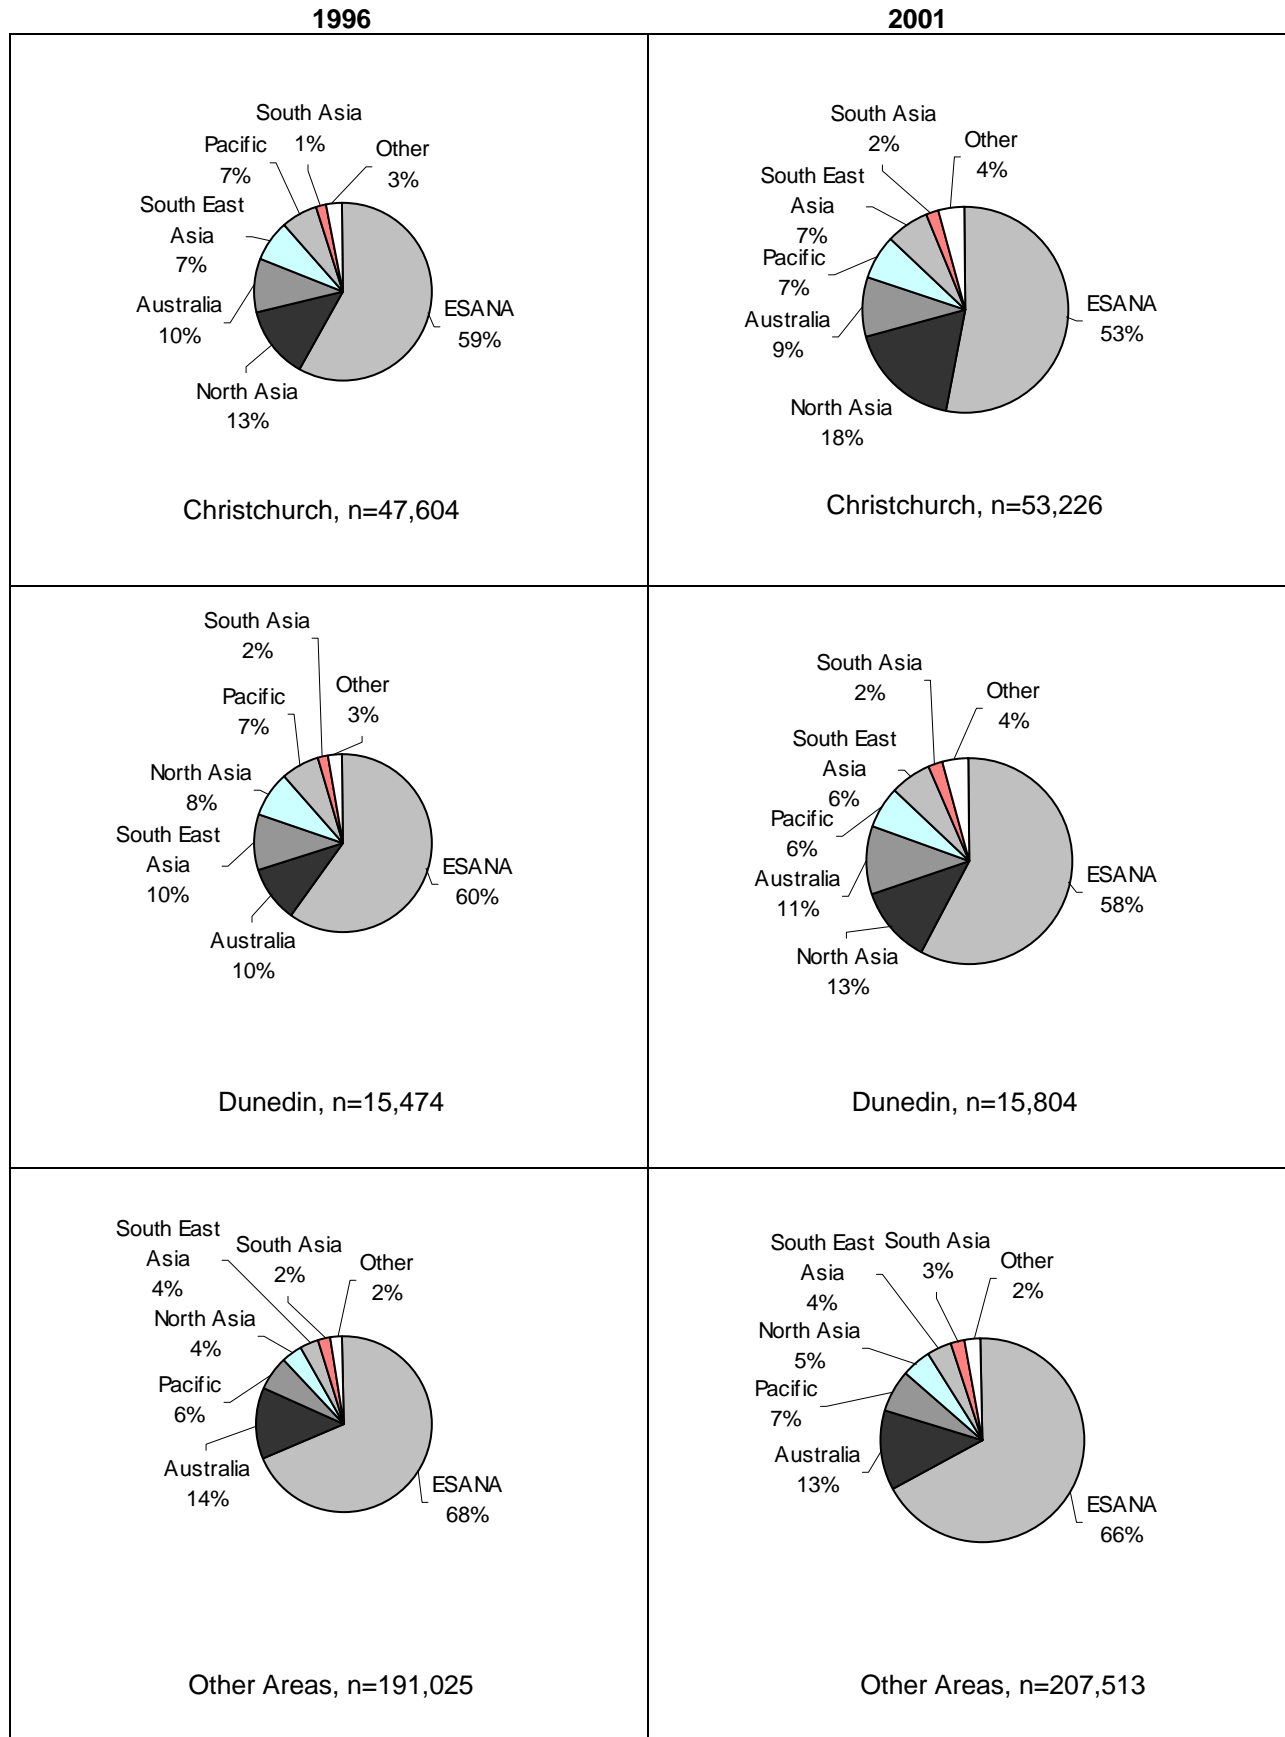 1996
2001
South Asia
1%
Pacific
7%
Other
3%
South East
Asia
7%
Australia
10%
ESANA
59%
North Asia
13%
Christchurch, n=47,604
South Asia
2%
Other
4%
South East
Asia
7%
Pacific
7%
Australia
9%
ESANA
53%
North Asia
18%
Christchurch, n=53,226
South Asia
2%
Pacific
7%
Other
3%
North Asia
8%
South East
Asia
10%
ESANA
60%
Australia
10%
Dunedin, n=15,474
South Asia
2%
Other
4%
South East
Asia
6%
Pacific
6%
Australia
11%
ESANA
58%
North Asia
13%
Dunedin, n=15,804
South East
Asia
4%
South Asia
2%
Other
2%
North Asia
4%
Pacific
6%
Australia
14%
ESANA
68%
Other Areas, n=191,025
South East
Asia
4%
South Asia
3%
Other
2%
North Asia
5%
Pacific
7%
Australia
13%
ESANA
66%
Other Areas, n=207,513